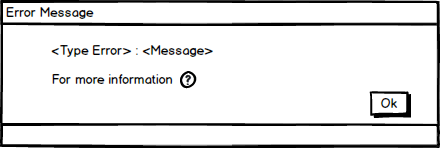 Error Message
<Type Error> : <Message>
For more information ?
Ok